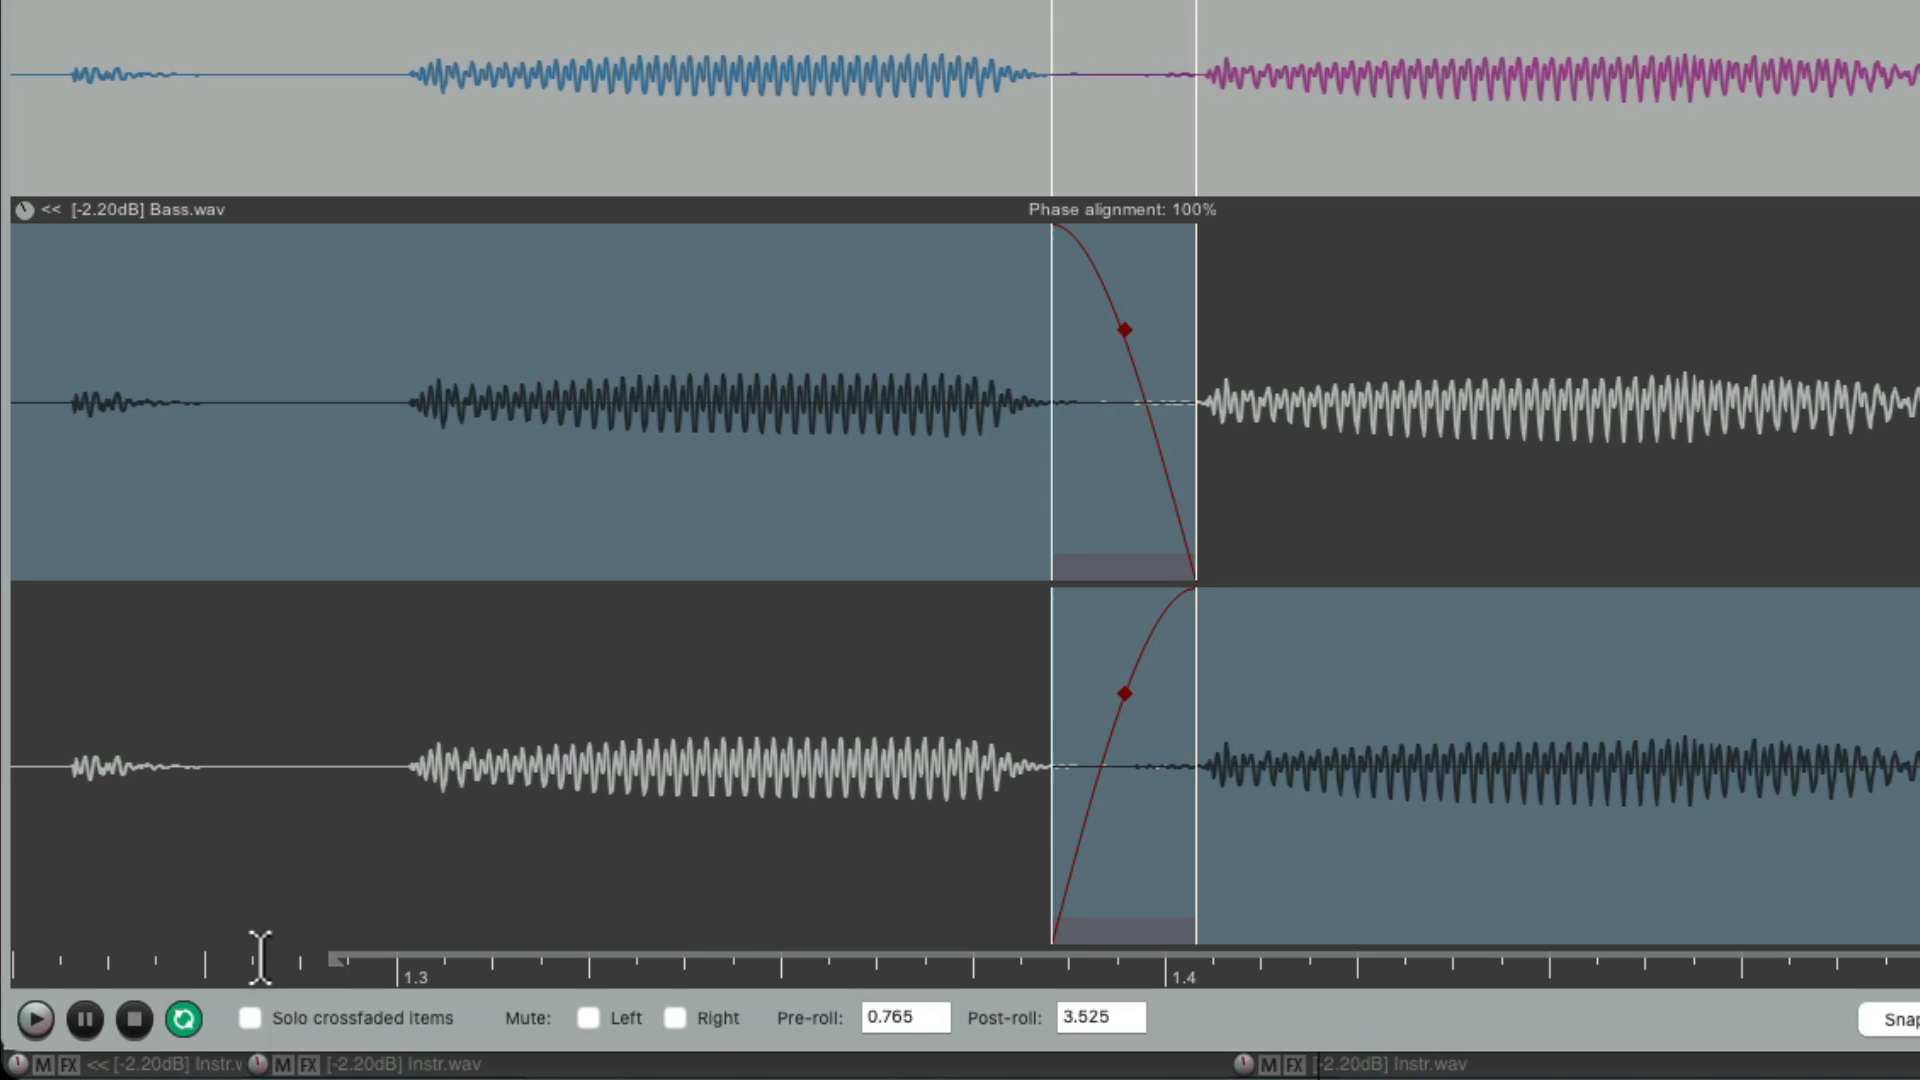 << [-2.20dB] Bass.wav Phase alignment: 100%
1.3 1.4
Solo crossfaded items Mute: Left Right Pre-roll: 0.765 Post-roll: 3.525 Snap
M FX << [-2.20dB] Instr.v M FX [-2.20dB] Instr.wav M FX [-2.20dB] Instr.wav